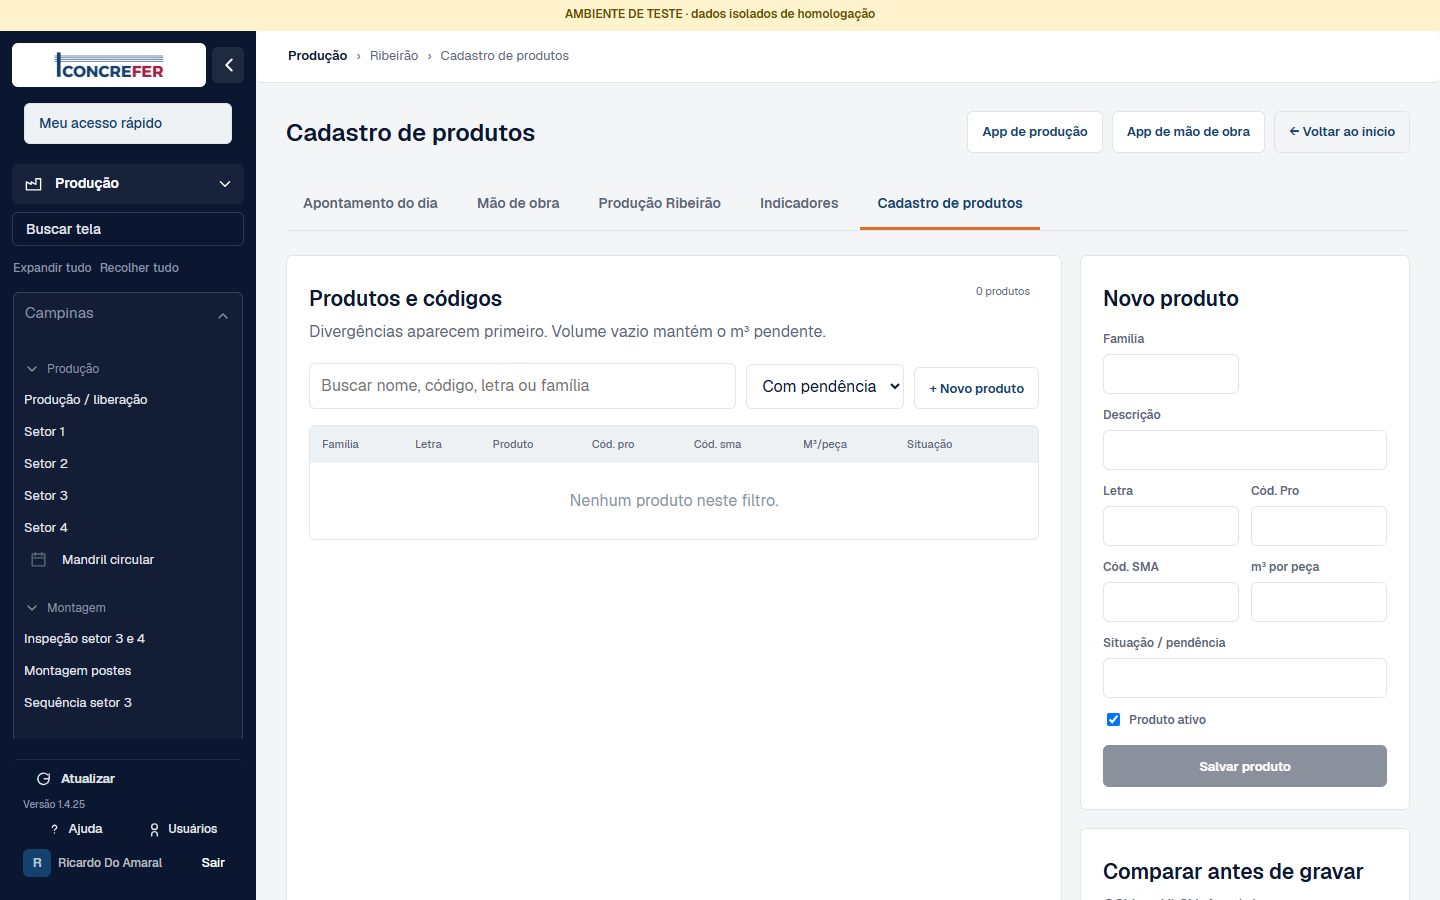 AMBIENTE DE TESTE · dados isolados de homologação
CONCREFER
Meu acesso rápido
Produção
Buscar tela
Expandir tudo Recolher tudo
Campinas
Produção
Produção / liberação
Setor 1
Setor 2
Setor 3
Setor 4
Mandril circular
Montagem
Inspeção setor 3 e 4
Montagem postes
Sequência setor 3
Atualizar
Versão 1.4.25
? Ajuda Usuários
R Ricardo Do Amaral Sair
Produção › Ribeirão › Cadastro de produtos
Cadastro de produtos
App de produção App de mão de obra ← Voltar ao início
Apontamento do dia Mão de obra Produção Ribeirão Indicadores Cadastro de produtos
Produtos e códigos
0 produtos
Divergências aparecem primeiro. Volume vazio mantém o m³ pendente.
Buscar nome, código, letra ou família Com pendência + Novo produto
Família Letra Produto Cód. pro Cód. sma M³/peça Situação
Nenhum produto neste filtro.
Novo produto
Família
Descrição
Letra Cód. Pro
Cód. SMA m³ por peça
Situação / pendência
Produto ativo
Salvar produto
Comparar antes de gravar